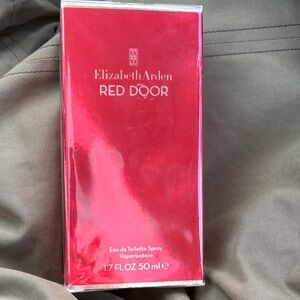 Elizabeth Arden
RED DOOR
Eau de Toilette Spray
Vaporisateur
1.7 FL OZ 50 ml e